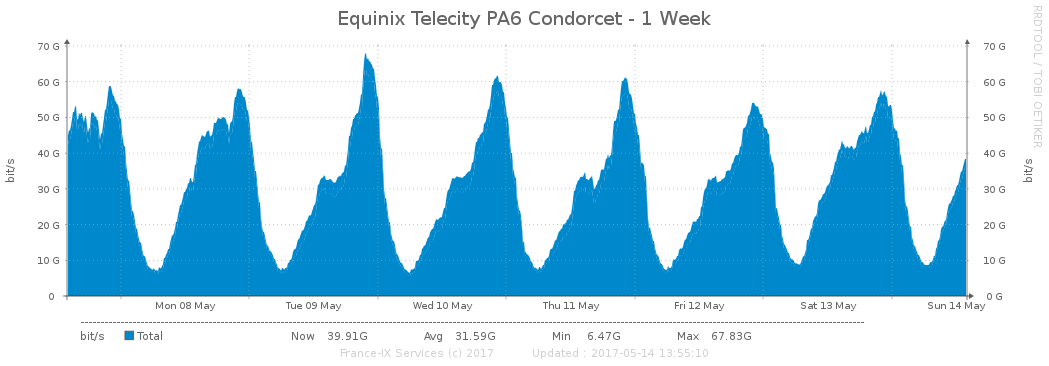 Equinix Telecity PA6 Condorcet - 1 Week
RRDTOOL / TOBI OETIKER
70 G 70 G
60 G 60 G
50 G 50 G
40 G 40 G
30 G 30 G
20 G 20 G
10 G 10 G
0 0 G
bit/s bit/s
Mon 08 May Tue 09 May Wed 10 May Thu 11 May Fri 12 May Sat 13 May Sun 14 May
bit/s Total Now 39.91G Avg 31.59G Min 6.47G Max 67.83G
France-IX Services (c) 2017 Updated : 2017-05-14 13:55:10